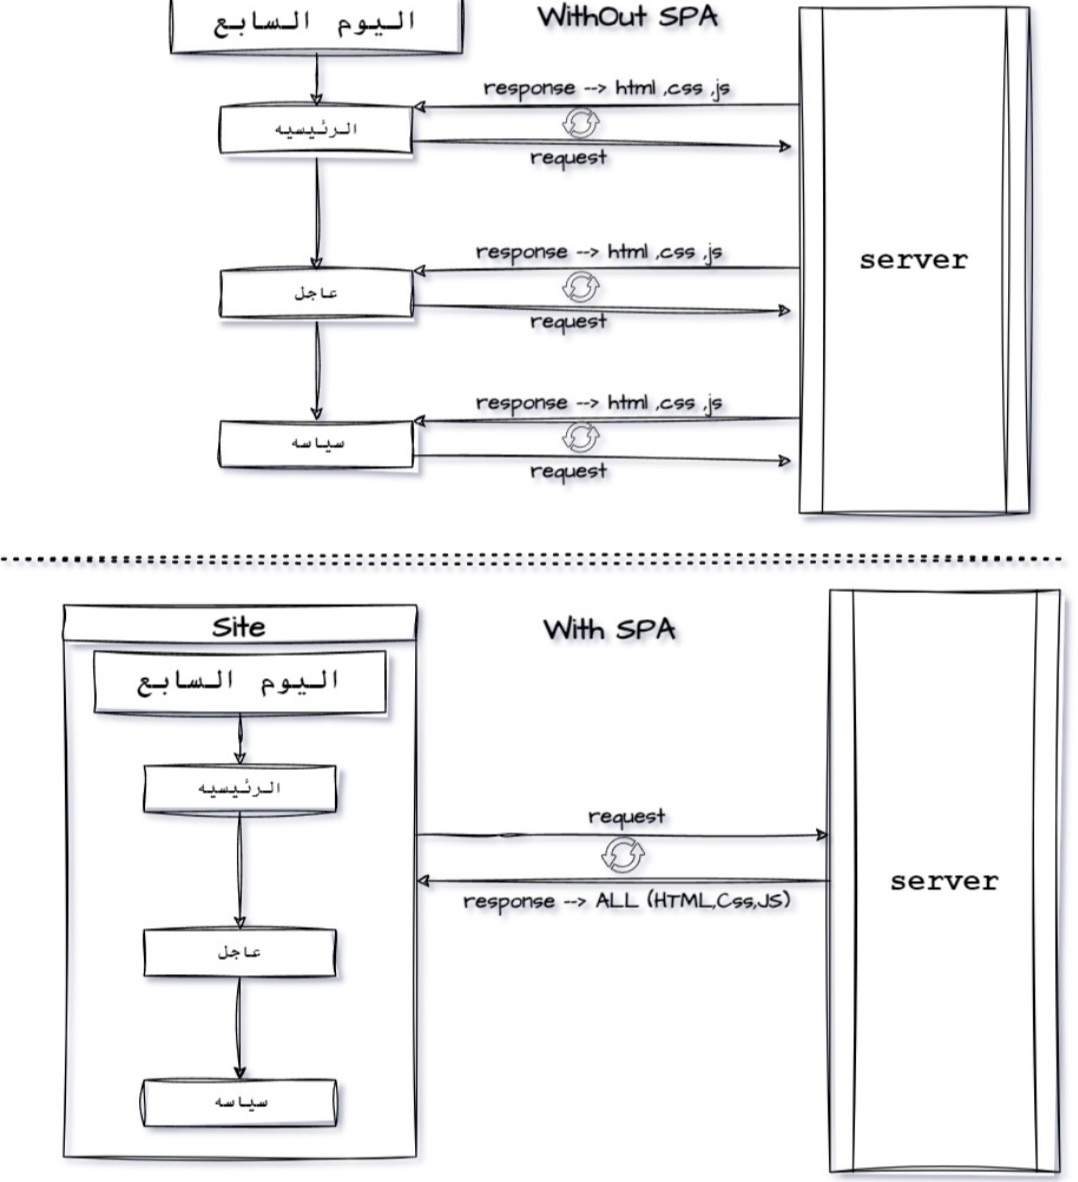 اليوم السابع
WithOut SPA
response --> html ,css ,js
الرئيسيه
request
response --> html ,css ,js
server
عاجل
request
response --> html ,css ,js
سياسه
request
Site
With SPA
اليوم السابع
الرئيسيه
request
response --> ALL (HTML,Css,JS)
server
عاجل
سياسه